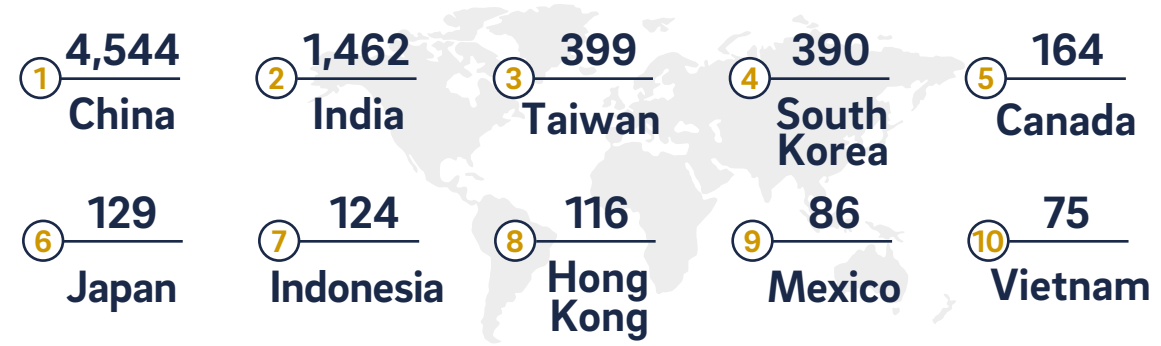 4,544
1
China
1,462
2
India
399
3
Taiwan
390
4
South
Korea
164
5
Canada
129
6
Japan
124
7
Indonesia
116
8
Hong
Kong
86
9
Mexico
75
10
Vietnam